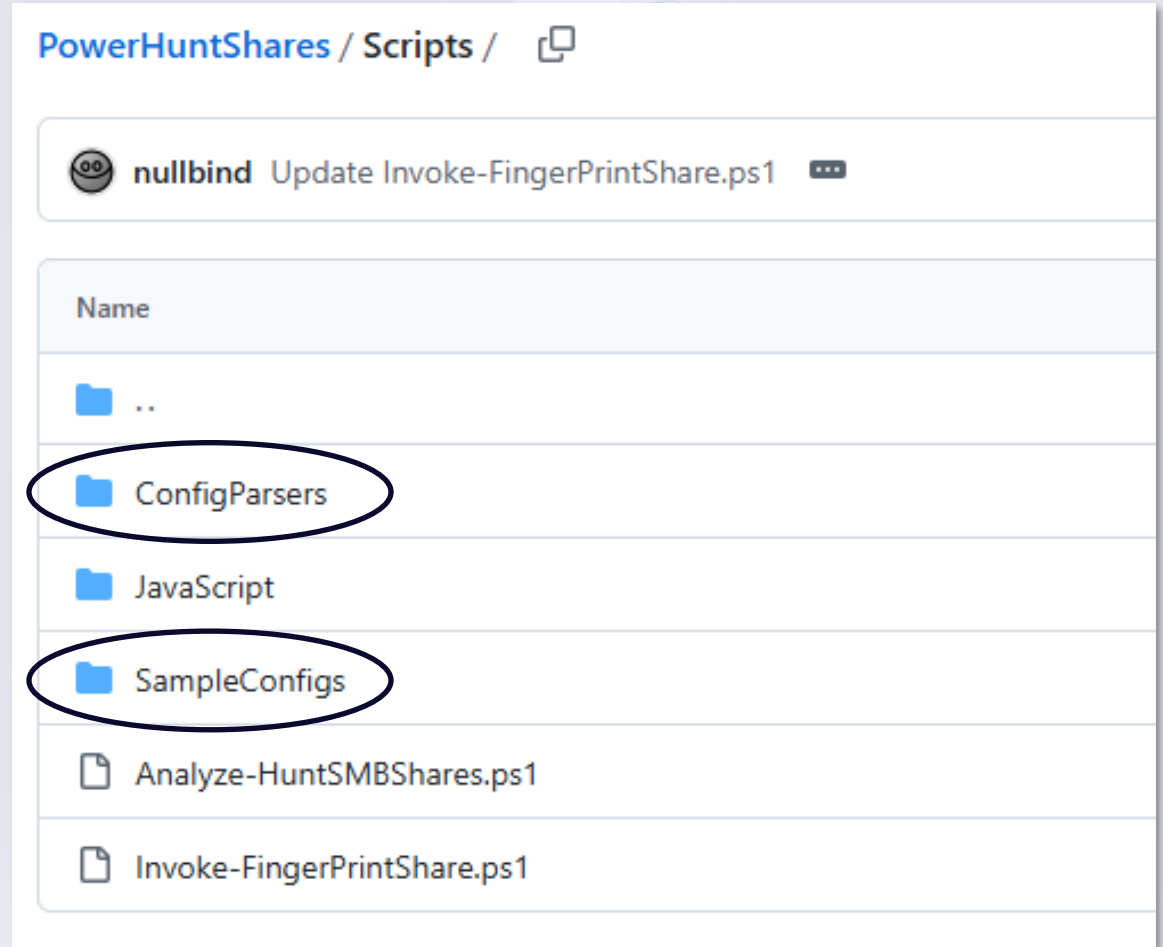 PowerHuntShares / Scripts /
nullbind Update Invoke-FingerPrintShare.ps1
Name
..
ConfigParsers
JavaScript
SampleConfigs
Analyze-HuntSMBShares.ps1
Invoke-FingerPrintShare.ps1